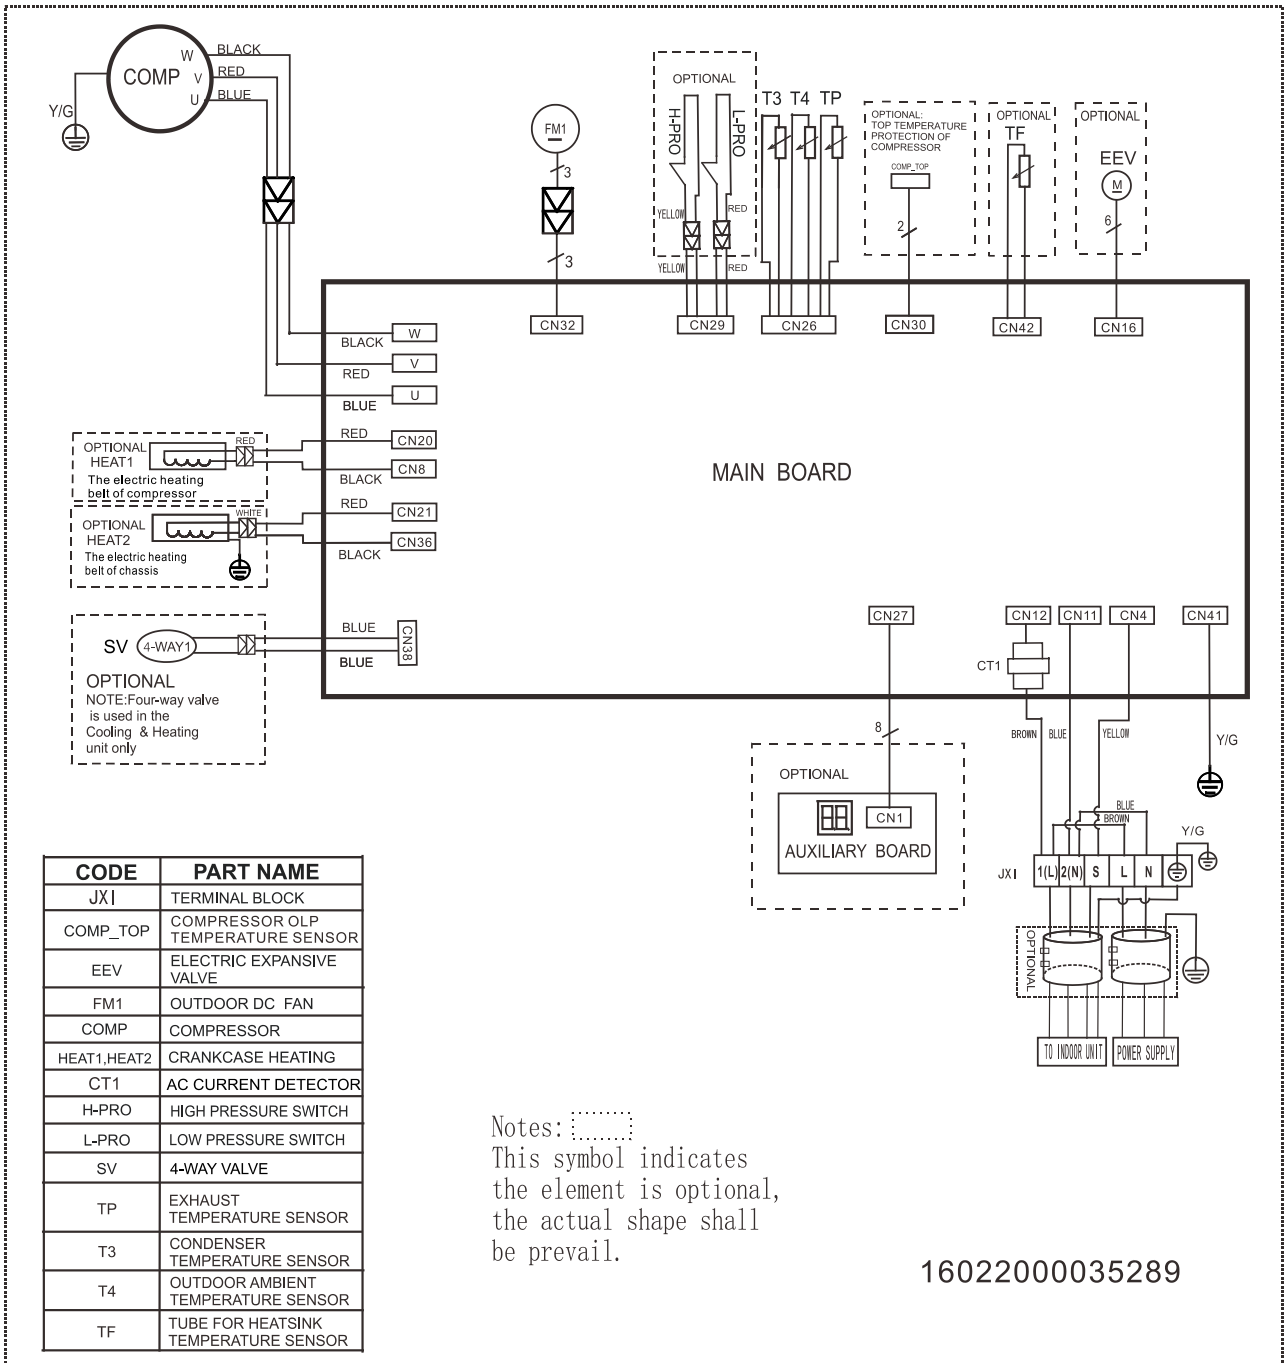 W
BLACK
COMP
V
RED
U
BLUE
Y/G
FM1
3
3
OPTIONAL
H-PRO
L-PRO
YELLOW
RED
YELLOW
RED
T3 T4 TP
OPTIONAL:
TOP TEMPERATURE
PROTECTION OF
COMPRESSOR
COMP_TOP
2
OPTIONAL
TF
OPTIONAL
EEV
M
6
CN32
CN29
CN26
CN30
CN42
CN16
BLACK
W
RED
V
BLUE
U
OPTIONAL
HEAT1
RED
The electric heating
belt of compressor
RED
CN20
BLACK
CN8
OPTIONAL
HEAT2
WHITE
The electric heating
belt of chassis
RED
CN21
BLACK
CN36
MAIN BOARD
SV
4-WAY1
OPTIONAL
NOTE:Four-way valve
is used in the
Cooling & Heating
unit only
BLUE
BLUE
CN38
CN27
CN12
CN11
CN4
CN41
CT1
8
OPTIONAL
CN1
AUXILIARY BOARD
BROWN
BLUE
YELLOW
Y/G
BLUE
BROWN
Y/G
JX1
1(L)
2(N)
S
L
N
OPTIONAL
TO INDOOR UNIT
POWER SUPPLY
CODE PART NAME
JX1 TERMINAL BLOCK
COMP_TOP COMPRESSOR OLP
TEMPERATURE SENSOR
EEV ELECTRIC EXPANSIVE
VALVE
FM1 OUTDOOR DC FAN
COMP COMPRESSOR
HEAT1,HEAT2 CRANKCASE HEATING
CT1 AC CURRENT DETECTOR
H-PRO HIGH PRESSURE SWITCH
L-PRO LOW PRESSURE SWITCH
SV 4-WAY VALVE
TP EXHAUST
TEMPERATURE SENSOR
T3 CONDENSER
TEMPERATURE SENSOR
T4 OUTDOOR AMBIENT
TEMPERATURE SENSOR
TF TUBE FOR HEATSINK
TEMPERATURE SENSOR
Notes:
This symbol indicates
the element is optional,
the actual shape shall
be prevail.
16022000035289